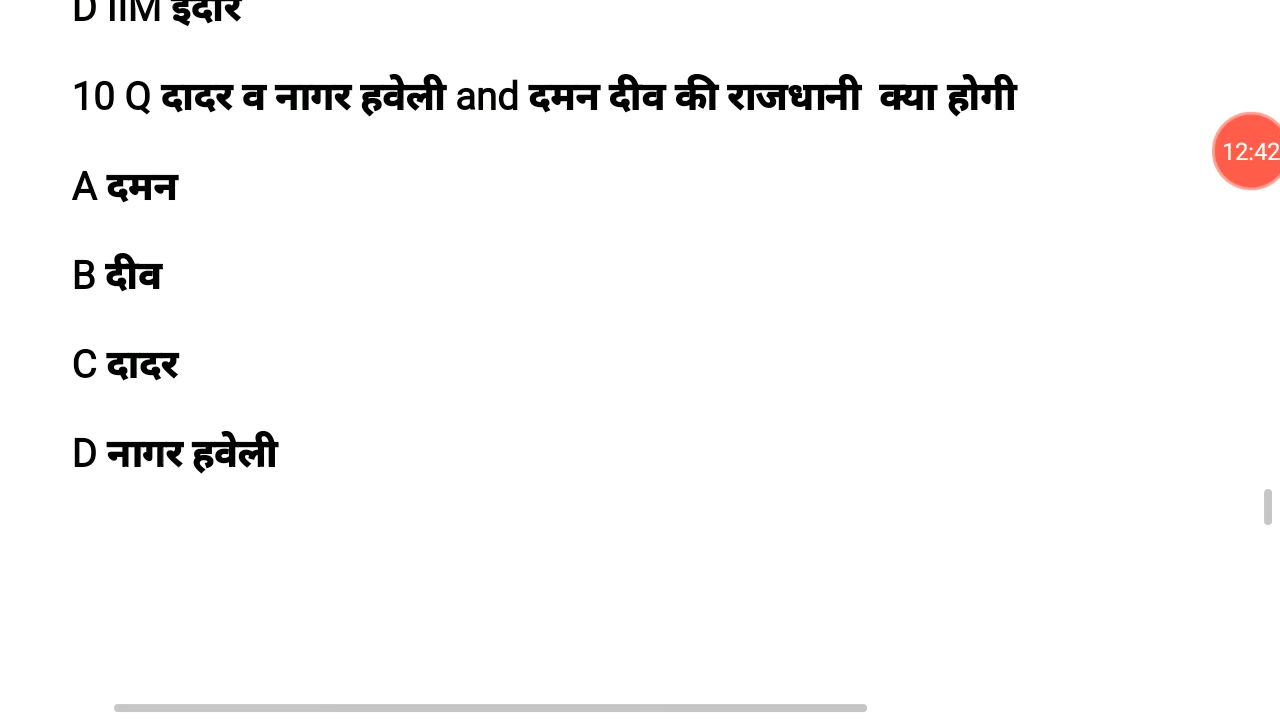 D IIM इंदौर
10 Q दादर व नागर हवेली and दमन दीव की राजधानी क्या होगी
12:42
A दमन
B दीव
C दादर
D नागर हवेली